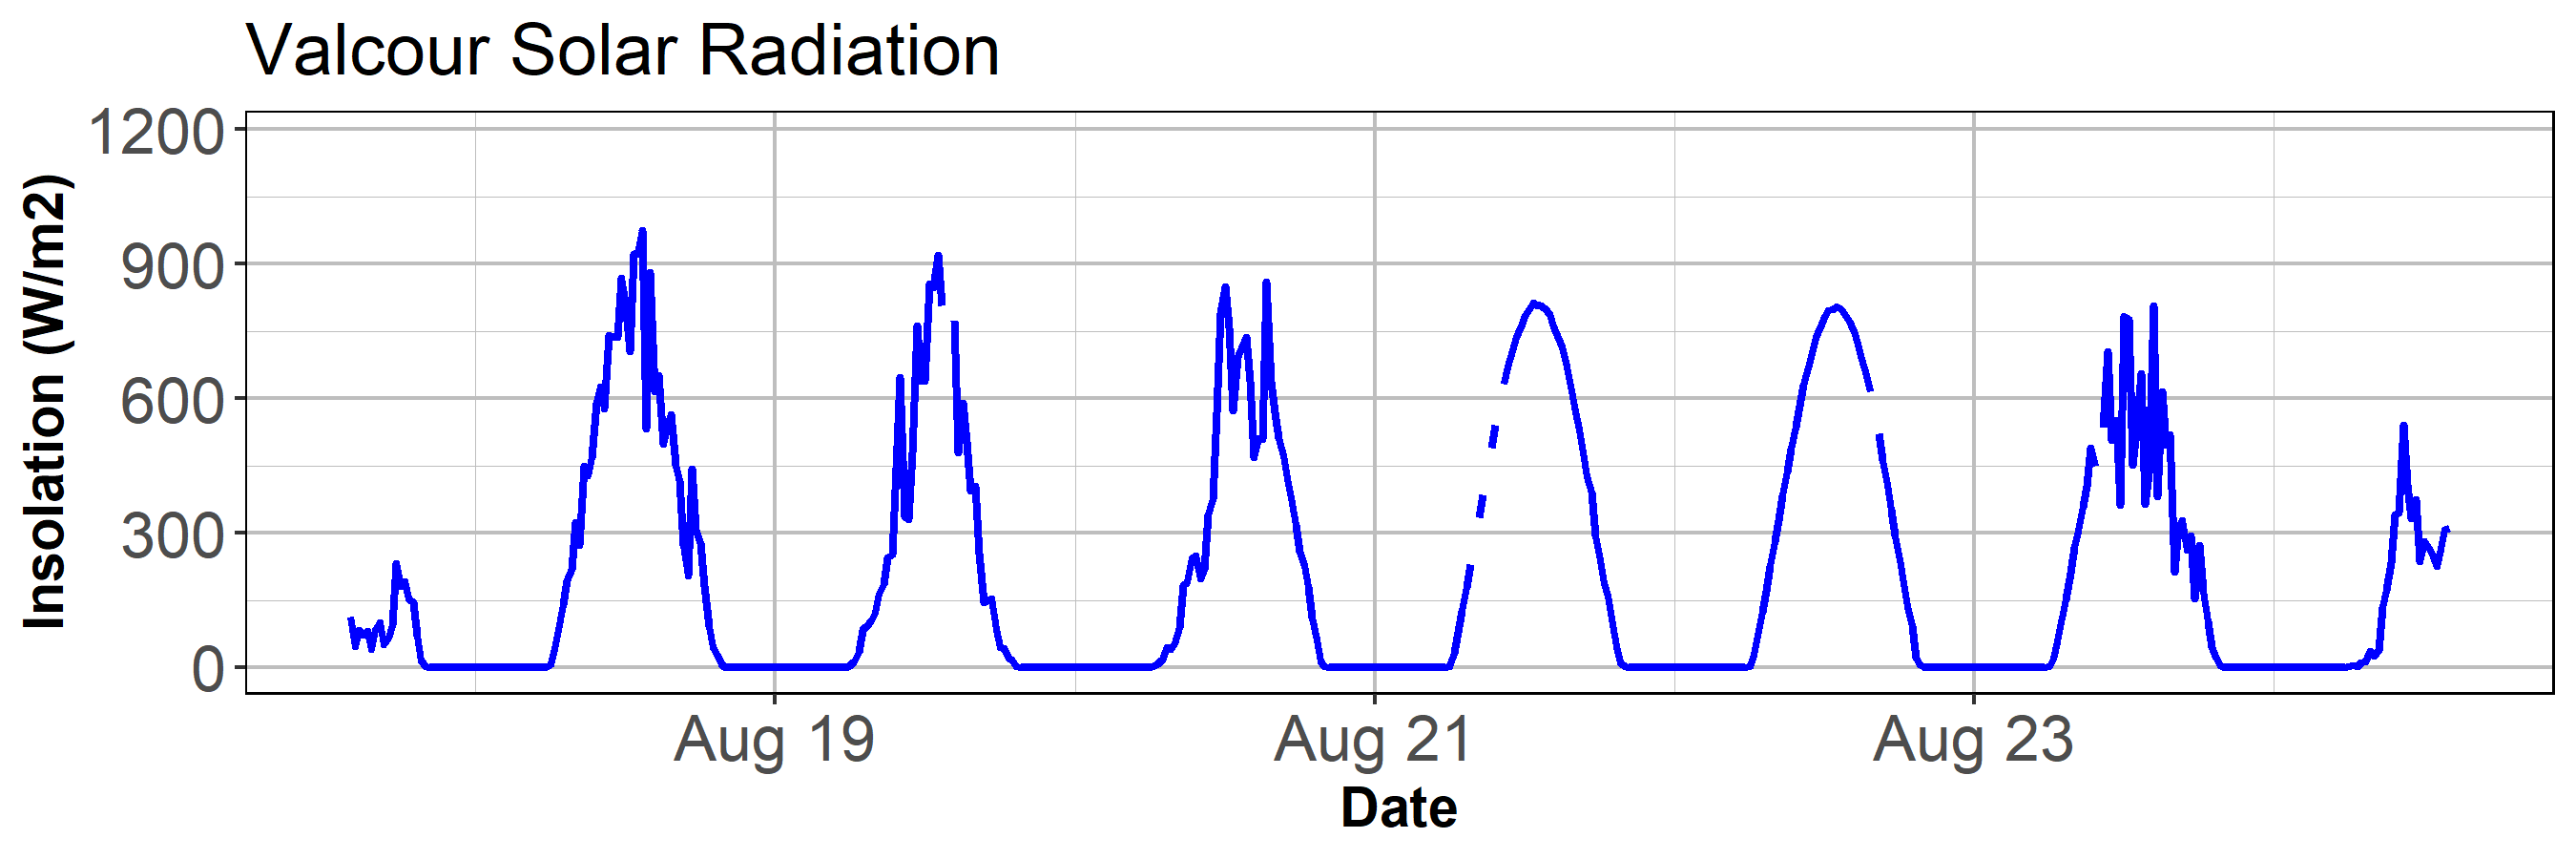 Valcour Solar Radiation
Insolation (W/m2)
1200
900
600
300
0
Aug 19 Aug 21 Aug 23
Date